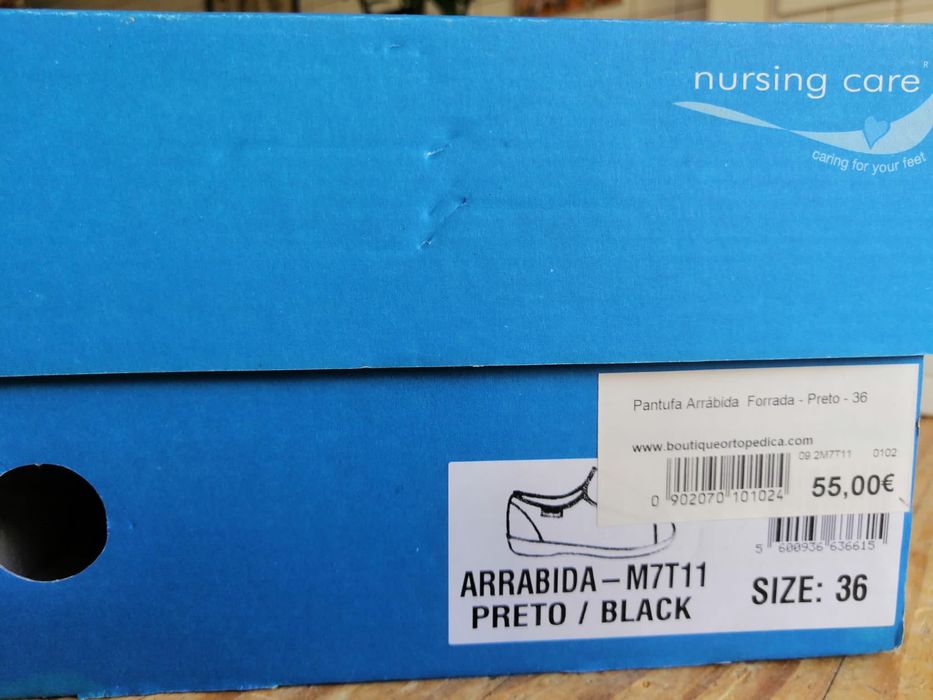 nursing care
R
caring for your feet
Pantufa Arrábida Forrada - Preto - 36
www.boutiqueortopedica.com
09.2M7T11 0102
0 902070 101024
55,00€
5 600936 636615
ARRABIDA – M7T11
PRETO / BLACK
SIZE: 36